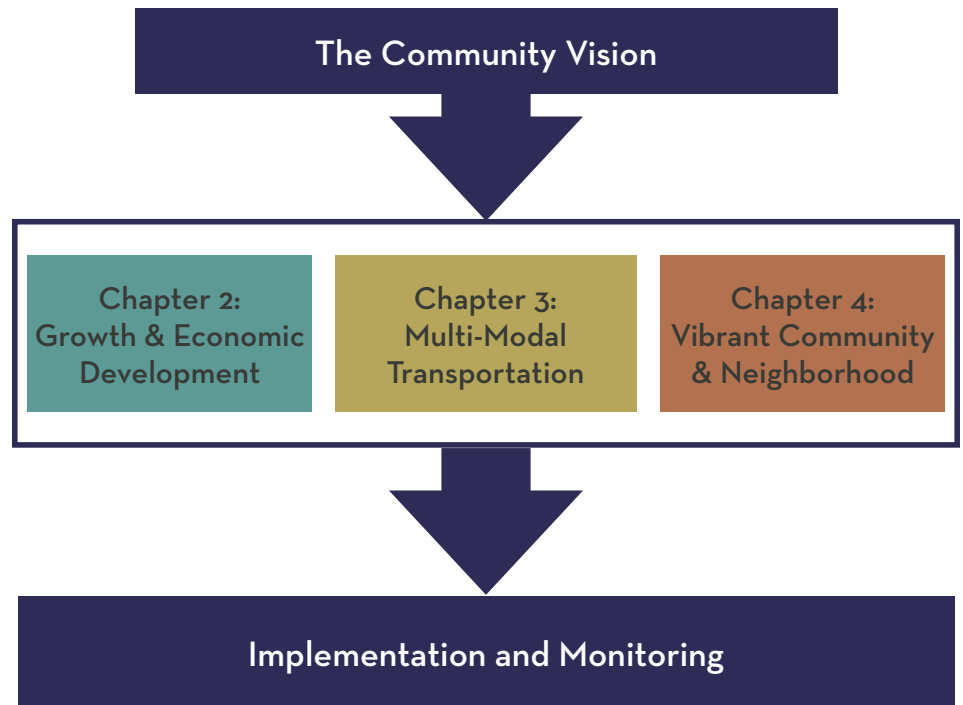 The Community Vision
Chapter 2:
Growth & Economic
Development
Chapter 3:
Multi-Modal
Transportation
Chapter 4:
Vibrant Community
& Neighborhood
Implementation and Monitoring